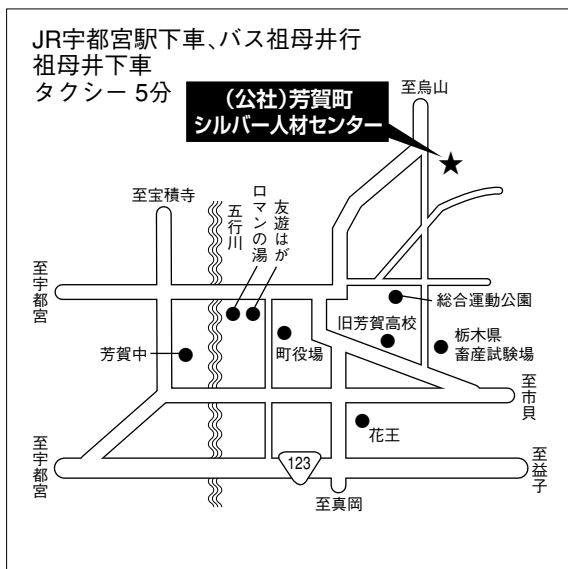 JR宇都宮駅下車、バス祖母井行
祖母井下車
タクシー 5分
(公社)芳賀町
シルバー人材センター
至烏山
至宝積寺
五行川
ロマンの湯
友遊はが
至宇都宮
総合運動公園
旧芳賀高校
栃木県
畜産試験場
町役場
芳賀中
至市貝
花王
至宇都宮
123
至益子
至真岡